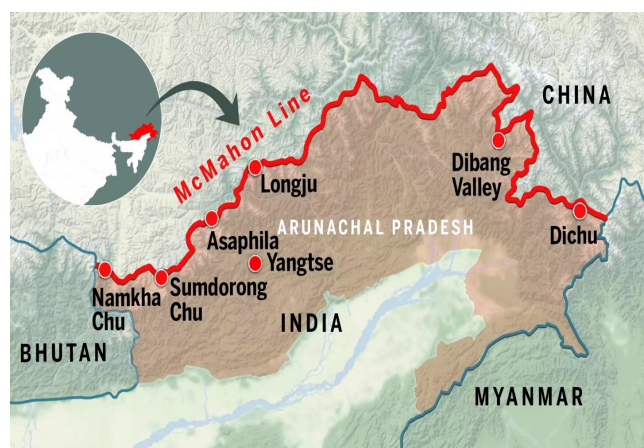 CHINA
McMahon Line
Longju
Dibang
Valley
Asaphila
ARUNACHAL PRADESH
Dichu
Yangtse
Namkha
Chu
Sumdorong
Chu
INDIA
BHUTAN
MYANMAR